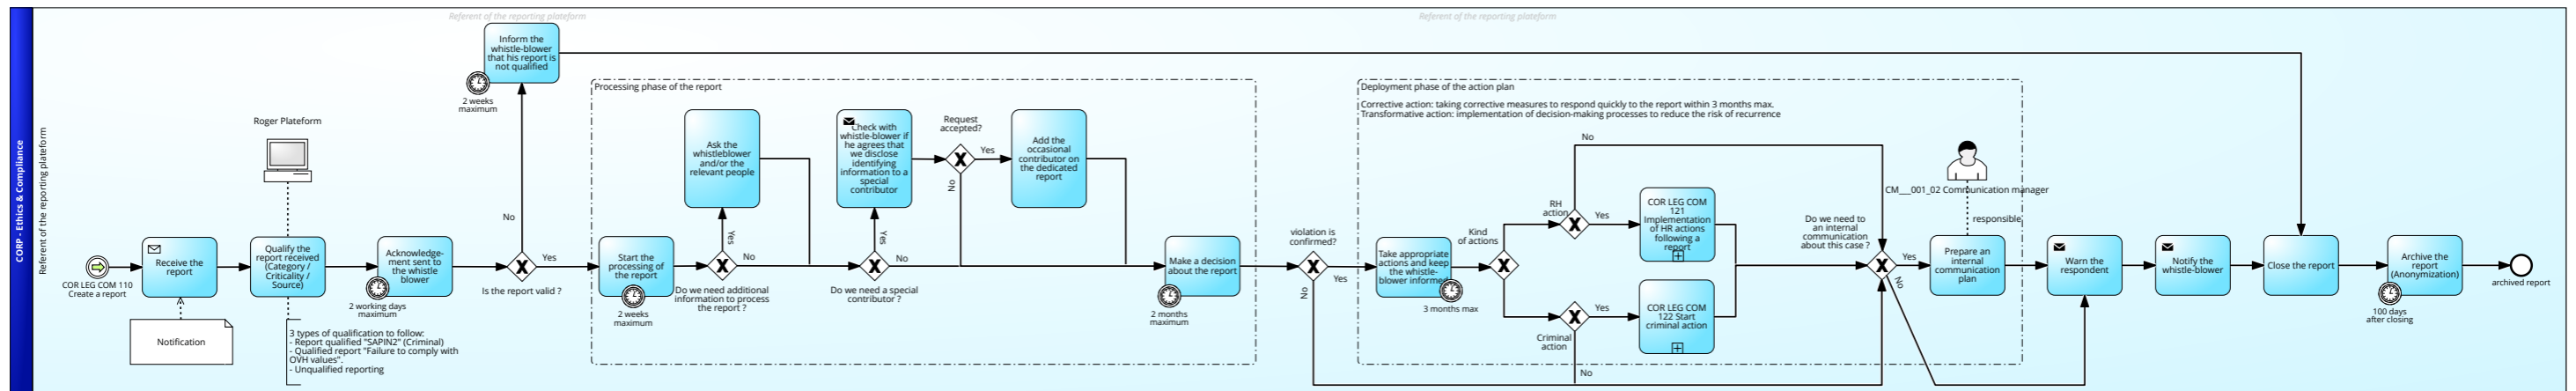 CORP - Ethics & Compliance
Referent of the reporting plateform
Referent of the reporting plateform
Referent of the reporting plateform
COR LEG COM 110
Create a report
Receive the
report
Notification
Roger Plateform
Qualify the
report received
(Category /
Criticality /
Source)
3 types of qualification to follow:
- Report qualified "SAPIN2" (Criminal)
- Qualified report "Failure to comply with
OVH values".
- Unqualified reporting
Acknowledge-
ment sent to
the whistle
blower
2 working days
maximum
Is the report valid ?
No
Yes
Inform the
whistle-blower
that his report is
not qualified
2 weeks
maximum
Processing phase of the report
Start the
processing of
the report
2 weeks
maximum
Do we need additional
information to process
the report ?
Yes
No
Ask the
whistleblower
and/or the
relevant people
Do we need a special
contributor ?
Yes
No
Check with
whistle-blower if
he agrees that
we disclose
identifying
information to a
special
contributor
Request
accepted?
Yes
No
Add the
occasional
contributor on
the dedicated
report
Make a decision
about the report
2 months
maximum
violation is
confirmed?
No
Yes
Deployment phase of the action plan
Corrective action: taking corrective measures to respond quickly to the report within 3 months max.
Transformative action: implementation of decision-making processes to reduce the risk of recurrence
Take appropriate
actions and keep
the whistle-
blower informed
3 months max
Kind
of actions
RH
action
No
Yes
COR LEG COM
121
Implementation
of HR actions
following a
report
Criminal
action
Yes
No
COR LEG COM
122 Start
criminal action
Do we need to
an internal
communication
about this case ?
Yes
No
CM___001_02 Communication manager
responsible
Prepare an
internal
communication
plan
Warn the
respondent
Notify the
whistle-blower
Close the report
Archive the
report
(Anonymization)
100 days
after closing
archived report